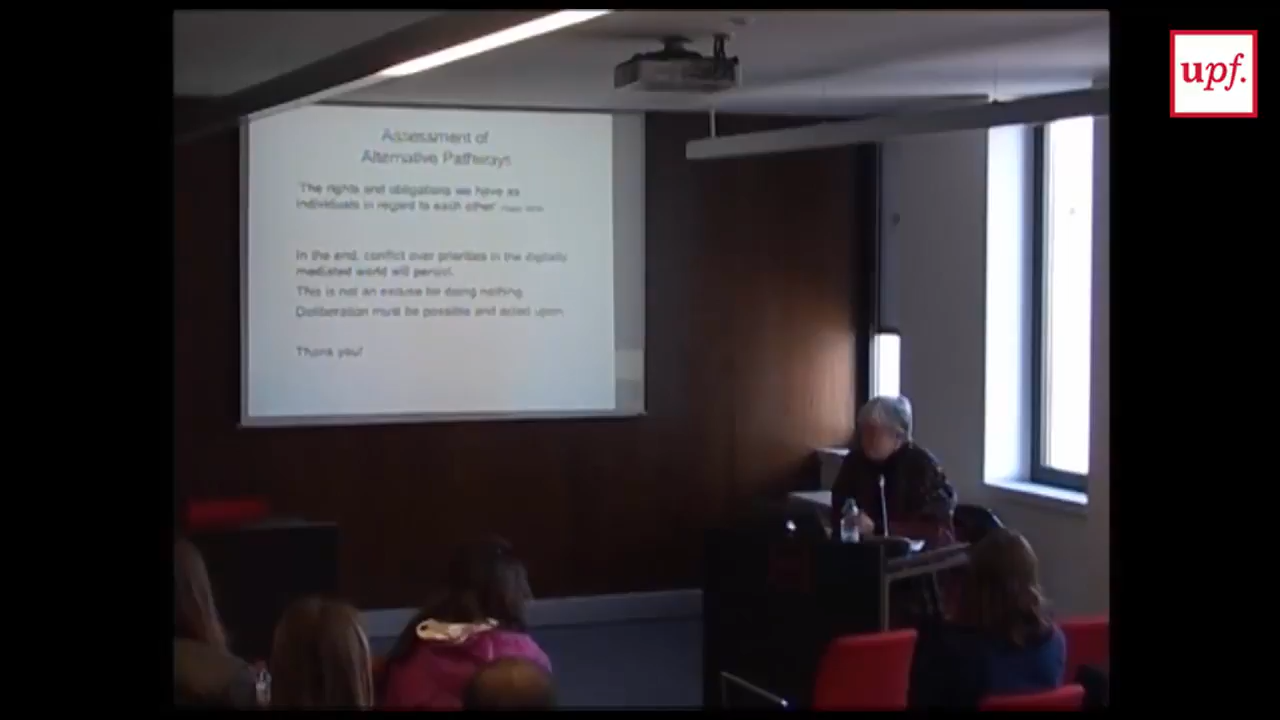 upf.
Assessment of
Alternative Pathways
'The rights and obligations we have as
individuals in regard to each other'
In the end, conflict over priorities in the digitally
mediated world will persist.
This is not an excuse for doing nothing.
Deliberation must be possible and acted upon.
Thank you!